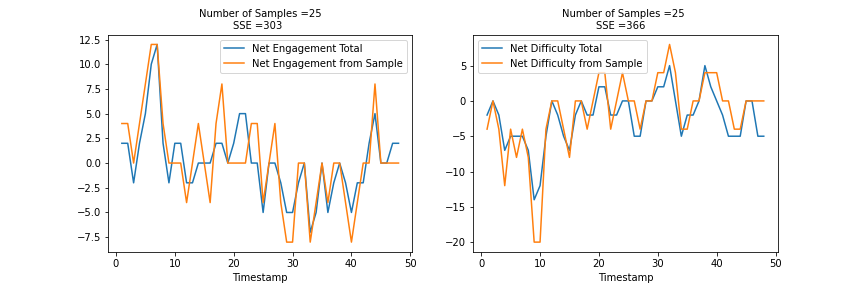 Number of Samples =25
SSE =303
12.5
10.0
7.5
5.0
2.5
0.0
−2.5
−5.0
−7.5
Net Engagement Total
Net Engagement from Sample
0 10 20 30 40 50
Timestamp
Number of Samples =25
SSE =366
5
0
−5
−10
−15
−20
Net Difficulty Total
Net Difficulty from Sample
0 10 20 30 40 50
Timestamp